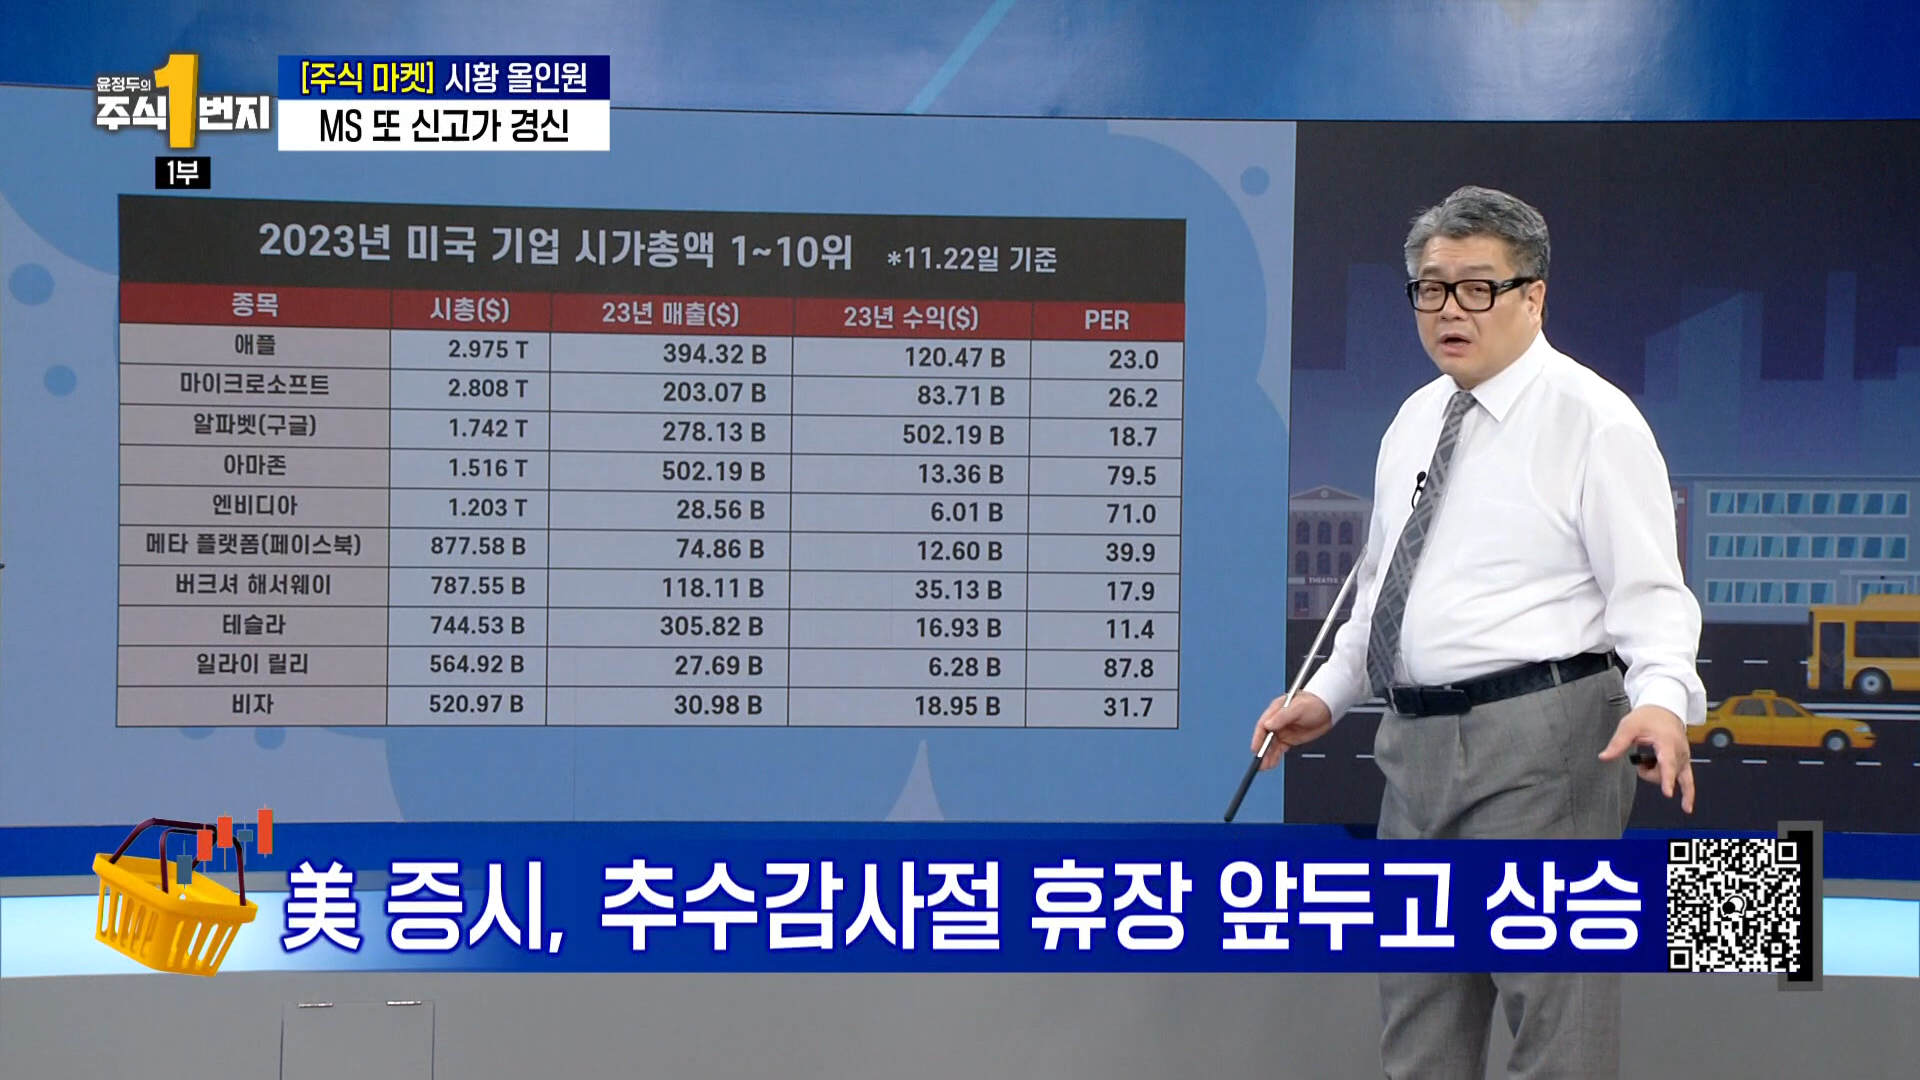 윤정두의
주식1번지
1부
[주식 마켓] 시황 올인원
MS 또 신고가 경신
2023년 미국 기업 시가총액 1~10위 *11.22일 기준
종목 시총($) 23년 매출($) 23년 수익($) PER
애플 2.975 T 394.32 B 120.47 B 23.0
마이크로소프트 2.808 T 203.07 B 83.71 B 26.2
알파벳(구글) 1.742 T 278.13 B 502.19 B 18.7
아마존 1.516 T 502.19 B 13.36 B 79.5
엔비디아 1.203 T 28.56 B 6.01 B 71.0
메타 플랫폼(페이스북) 877.58 B 74.86 B 12.60 B 39.9
버크셔 해서웨이 787.55 B 118.11 B 35.13 B 17.9
테슬라 744.53 B 305.82 B 16.93 B 11.4
일라이 릴리 564.92 B 27.69 B 6.28 B 87.8
비자 520.97 B 30.98 B 18.95 B 31.7
THEATER
美 증시, 추수감사절 휴장 앞두고 상승